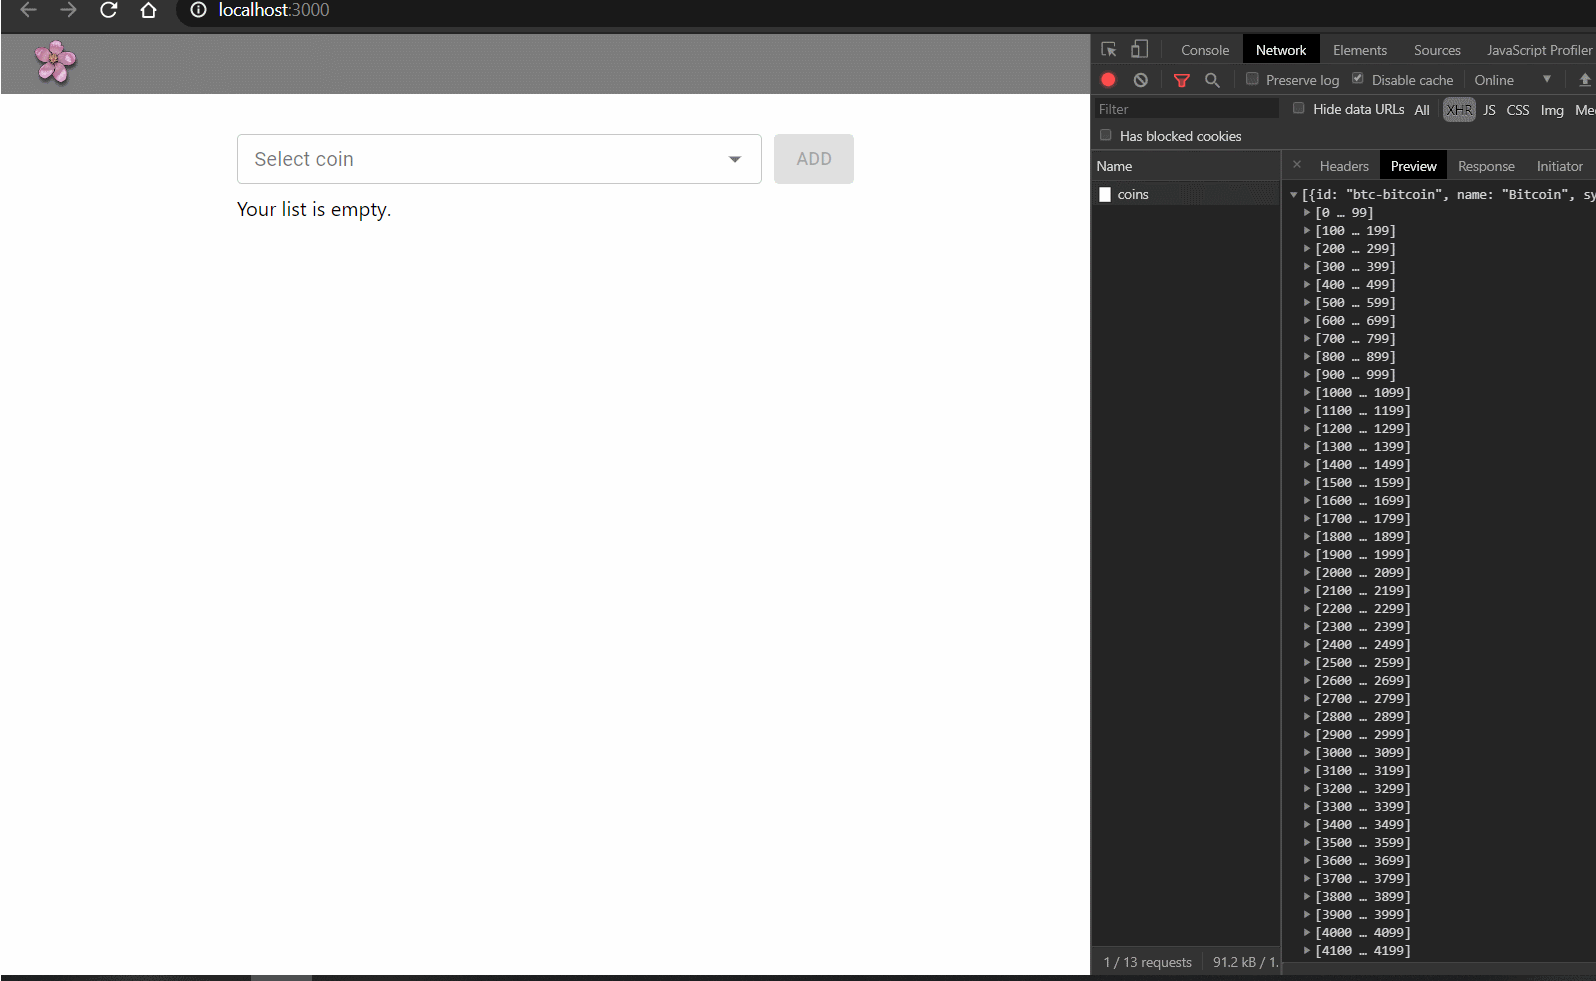 localhost:3000
Console Network Elements Sources JavaScript Profiler
Preserve log Disable cache Online
Filter Hide data URLs All XHR JS CSS Img Me
Has blocked cookies
Name
× Headers Preview Response Initiator
coins
Select coin
ADD
Your list is empty.
[{id: "btc-bitcoin", name: "Bitcoin", sy
[0 … 99]
[100 … 199]
[200 … 299]
[300 … 399]
[400 … 499]
[500 … 599]
[600 … 699]
[700 … 799]
[800 … 899]
[900 … 999]
[1000 … 1099]
[1100 … 1199]
[1200 … 1299]
[1300 … 1399]
[1400 … 1499]
[1500 … 1599]
[1600 … 1699]
[1700 … 1799]
[1800 … 1899]
[1900 … 1999]
[2000 … 2099]
[2100 … 2199]
[2200 … 2299]
[2300 … 2399]
[2400 … 2499]
[2500 … 2599]
[2600 … 2699]
[2700 … 2799]
[2800 … 2899]
[2900 … 2999]
[3000 … 3099]
[3100 … 3199]
[3200 … 3299]
[3300 … 3399]
[3400 … 3499]
[3500 … 3599]
[3600 … 3699]
[3700 … 3799]
[3800 … 3899]
[3900 … 3999]
[4000 … 4099]
[4100 … 4199]
1 / 13 requests 91.2 kB / 1.